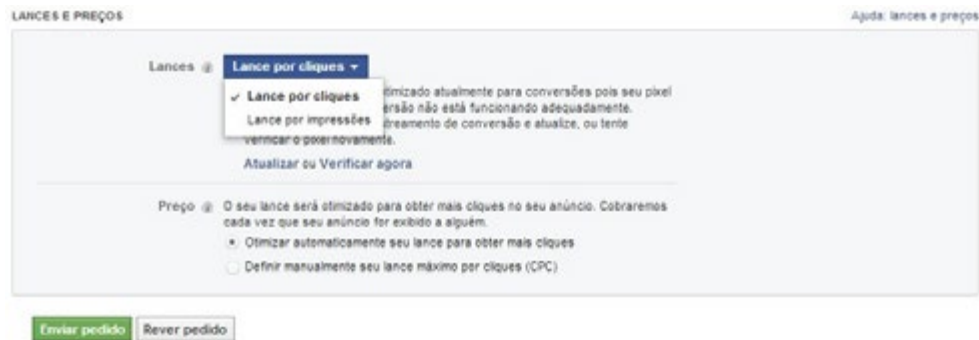 LANCES E PREÇOS
Ajuda: lances e preços
Lances
Lance por cliques
Lance por cliques
Lance por impressões
timizado atualmente para conversões pois seu pixel
ersão não está funcionando adequadamente.
treamento de conversão e atualize, ou tente
verificar o pixel novamente.
Atualizar ou Verificar agora
Preço
O seu lance será otimizado para obter mais cliques no seu anúncio. Cobraremos
cada vez que seu anúncio for exibido a alguém.
Otimizar automaticamente seu lance para obter mais cliques
Definir manualmente seu lance máximo por cliques (CPC)
Enviar pedido
Rever pedido